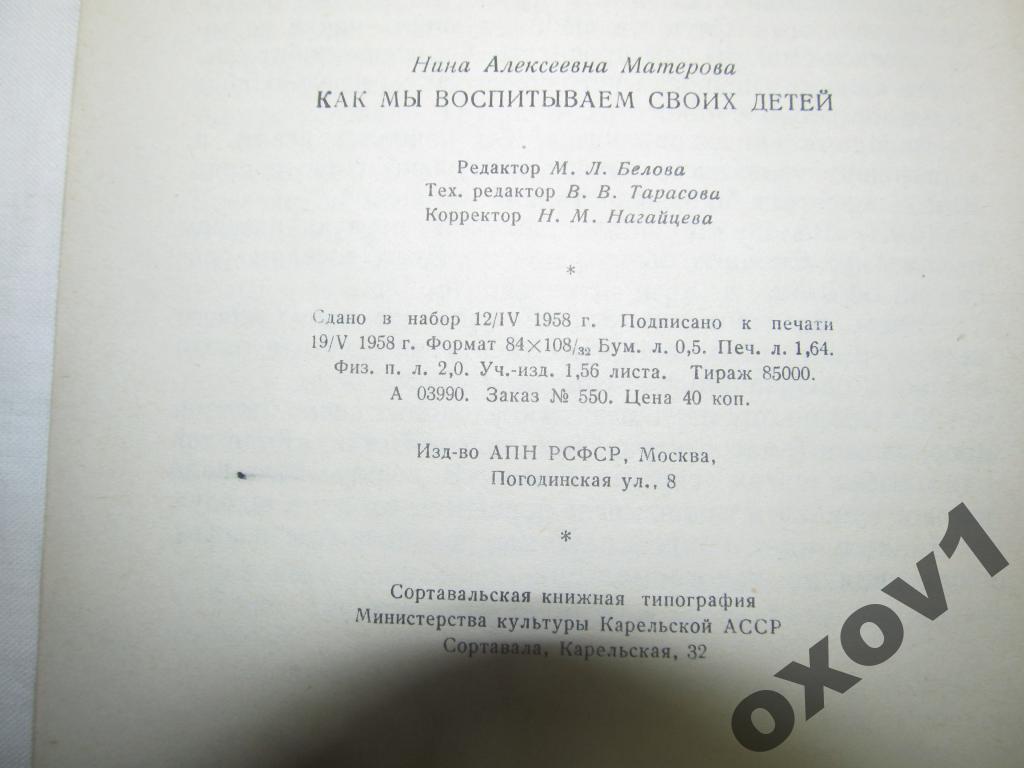 Нина Алексеевна Матерова
КАК МЫ ВОСПИТЫВАЕМ СВОИХ ДЕТЕЙ
Редактор М. Л. Белова
Тех. редактор В. В. Тарасова
Корректор Н. М. Нагайцева
*
Сдано в набор 12/IV 1958 г. Подписано к печати
19/V 1958 г. Формат 84×108/32 Бум. л. 0,5. Печ. л. 1,64.
Физ. п. л. 2,0. Уч.-изд. 1,56 листа. Тираж 85000.
А 03990. Заказ № 550. Цена 40 коп.
Изд-во АПН РСФСР, Москва,
Погодинская ул., 8
*
Сортавальская книжная типография
Министерства культуры Карельской АССР
Сортавала, Карельская, 32
oxov1